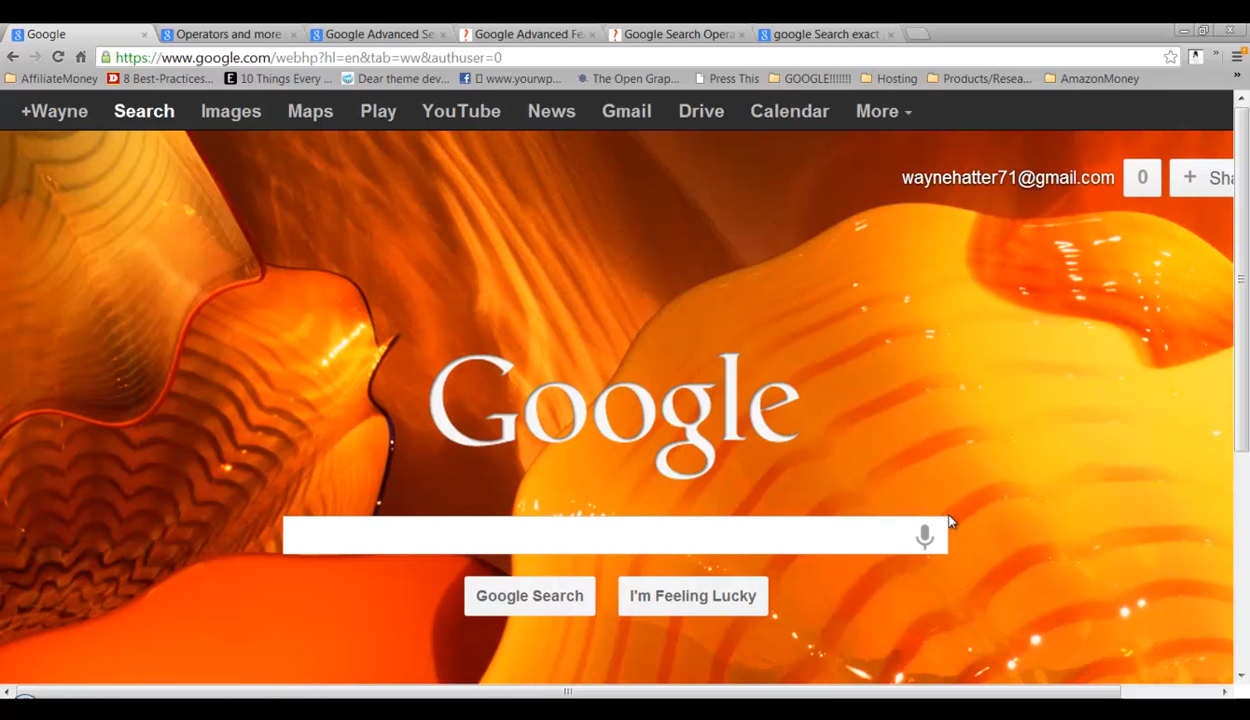 Google
Operators and more
Google Advanced Se
Google Advanced Fe
Google Search Opera
google Search exact
https://www.google.com/webhp?hl=en&tab=ww&authuser=0
AffiliateMoney
8 Best-Practices...
10 Things Every ...
Dear theme dev...
www.yourwp...
The Open Grap...
Press This
GOOGLE!!!!!!!
Hosting
Products/Resea...
AmazonMoney
+Wayne Search Images Maps Play YouTube News Gmail Drive Calendar More
waynehatter71@gmail.com 0 + Sha
Google
Google Search I'm Feeling Lucky